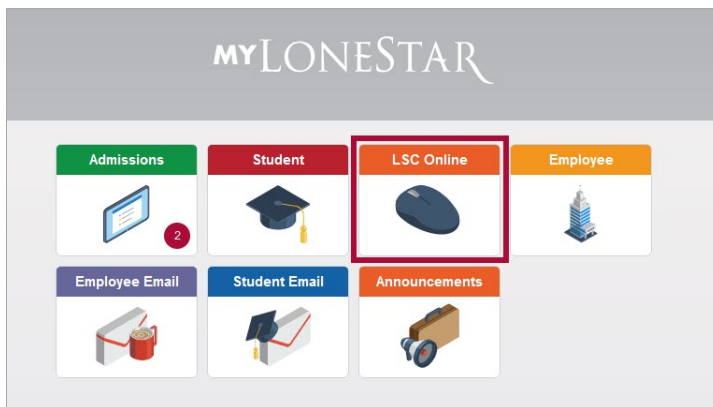 MYLONESTAR
Admissions
Student
LSC Online
Employee
2
Employee Email
Student Email
Announcements